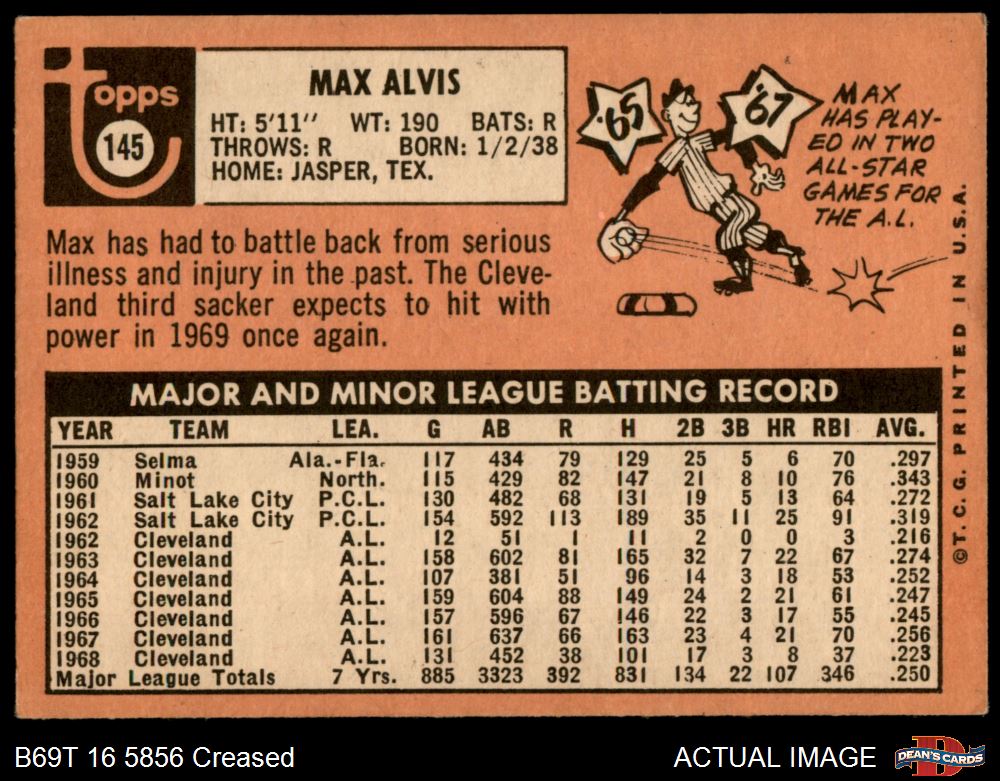 topps
145
MAX ALVIS
HT: 5'11" WT: 190 BATS: R
THROWS: R BORN: 1/2/38
HOME: JASPER, TEX.
'65
'67
MAX
HAS PLAY-
ED IN TWO
ALL-STAR
GAMES FOR
THE A.L.
Max has had to battle back from serious
illness and injury in the past. The Cleve-
land third sacker expects to hit with
power in 1969 once again.
MAJOR AND MINOR LEAGUE BATTING RECORD
YEAR TEAM LEA. G AB R H 2B 3B HR RBI AVG.
1959 Selma Ala.-Fla. 117 434 79 129 25 5 6 70 .297
1960 Minot North. 115 429 82 147 21 8 10 76 .343
1961 Salt Lake City P.C.L. 130 482 68 131 19 5 13 64 .272
1962 Salt Lake City P.C.L. 154 592 113 189 35 11 25 91 .319
1962 Cleveland A.L. 12 51 1 11 2 0 0 3 .216
1963 Cleveland A.L. 158 602 81 165 32 7 22 67 .274
1964 Cleveland A.L. 107 381 51 96 14 3 18 53 .252
1965 Cleveland A.L. 159 604 88 149 24 2 21 61 .247
1966 Cleveland A.L. 157 596 67 146 22 3 17 55 .245
1967 Cleveland A.L. 161 637 66 163 23 4 21 70 .256
1968 Cleveland A.L. 131 452 38 101 17 3 8 37 .223
Major League Totals 7 Yrs. 885 3323 392 831 134 22 107 346 .250
©T.C.G. PRINTED IN U.S.A.
B69T 16 5856 Creased
ACTUAL IMAGE
D
DEAN'S CARDS